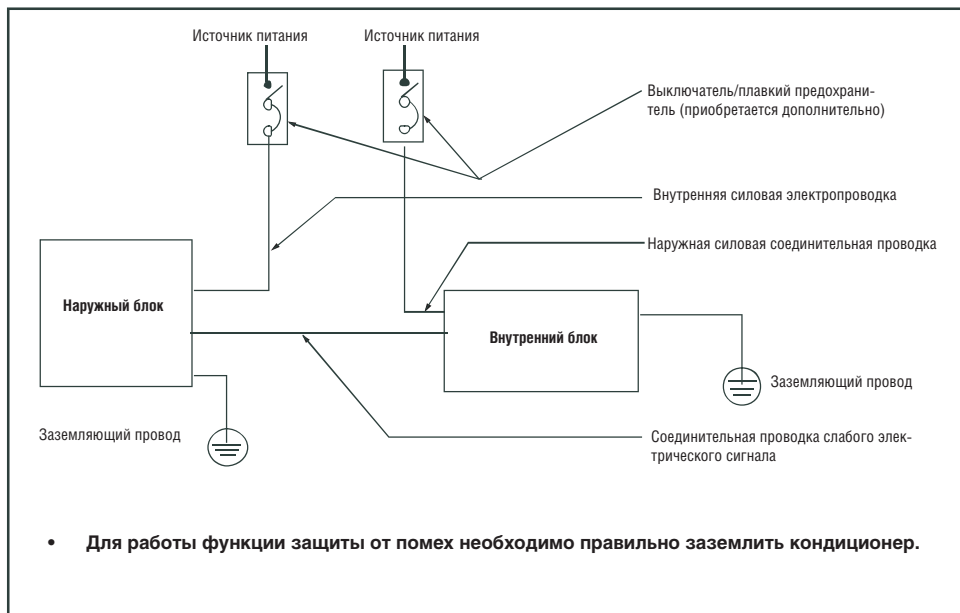 Источник питания
Источник питания
Выключатель/плавкий предохрани-
тель (приобретается дополнительно)
Внутренняя силовая электропроводка
Наружная силовая соединительная проводка
Наружный блок
Внутренний блок
Заземляющий провод
Заземляющий провод
Соединительная проводка слабого элек-
трического сигнала
• Для работы функции защиты от помех необходимо правильно заземлить кондиционер.